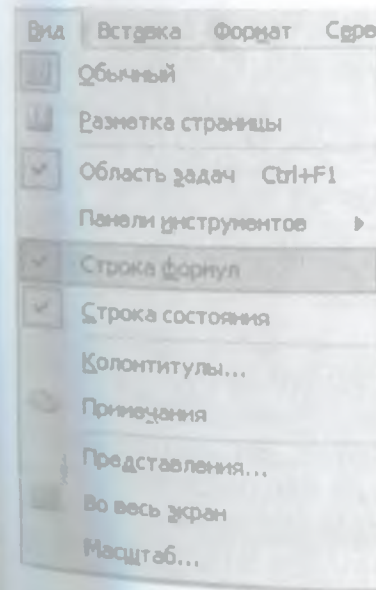 Вид Вставка Формат Серв
Обычный
Разметка страницы
Область задач Ctrl+F1
Панели инструментов
Строка формул
Строка состояния
Колонтитулы...
Примечания
Представления...
Во весь экран
Масштаб...